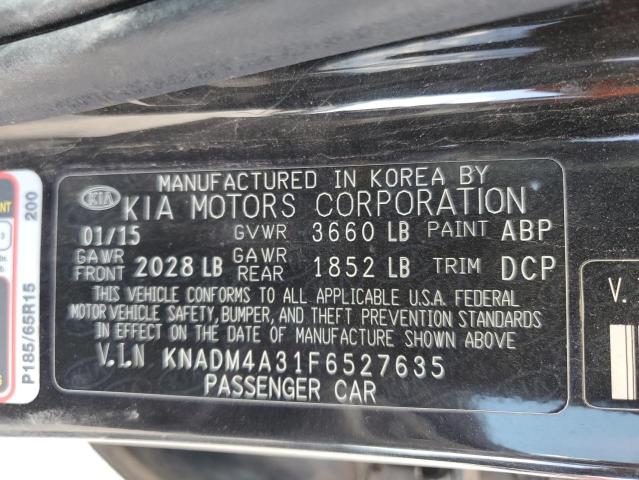 MANUFACTURED IN KOREA BY
KIA KIA MOTORS CORPORATION
01/15 GVWR 3660 LB PAINT ABP
GAWR FRONT 2028 LB GAWR REAR 1852 LB TRIM DCP
THIS VEHICLE CONFORMS TO ALL APPLICABLE U.S.A. FEDERAL
MOTOR VEHICLE SAFETY, BUMPER, AND THEFT PREVENTION STANDARDS
IN EFFECT ON THE DATE OF MANUFACTURE SHOWN ABOVE
V.I.N KNADM4A31F6527635
PASSENGER CAR
200
P185/65R15
V.